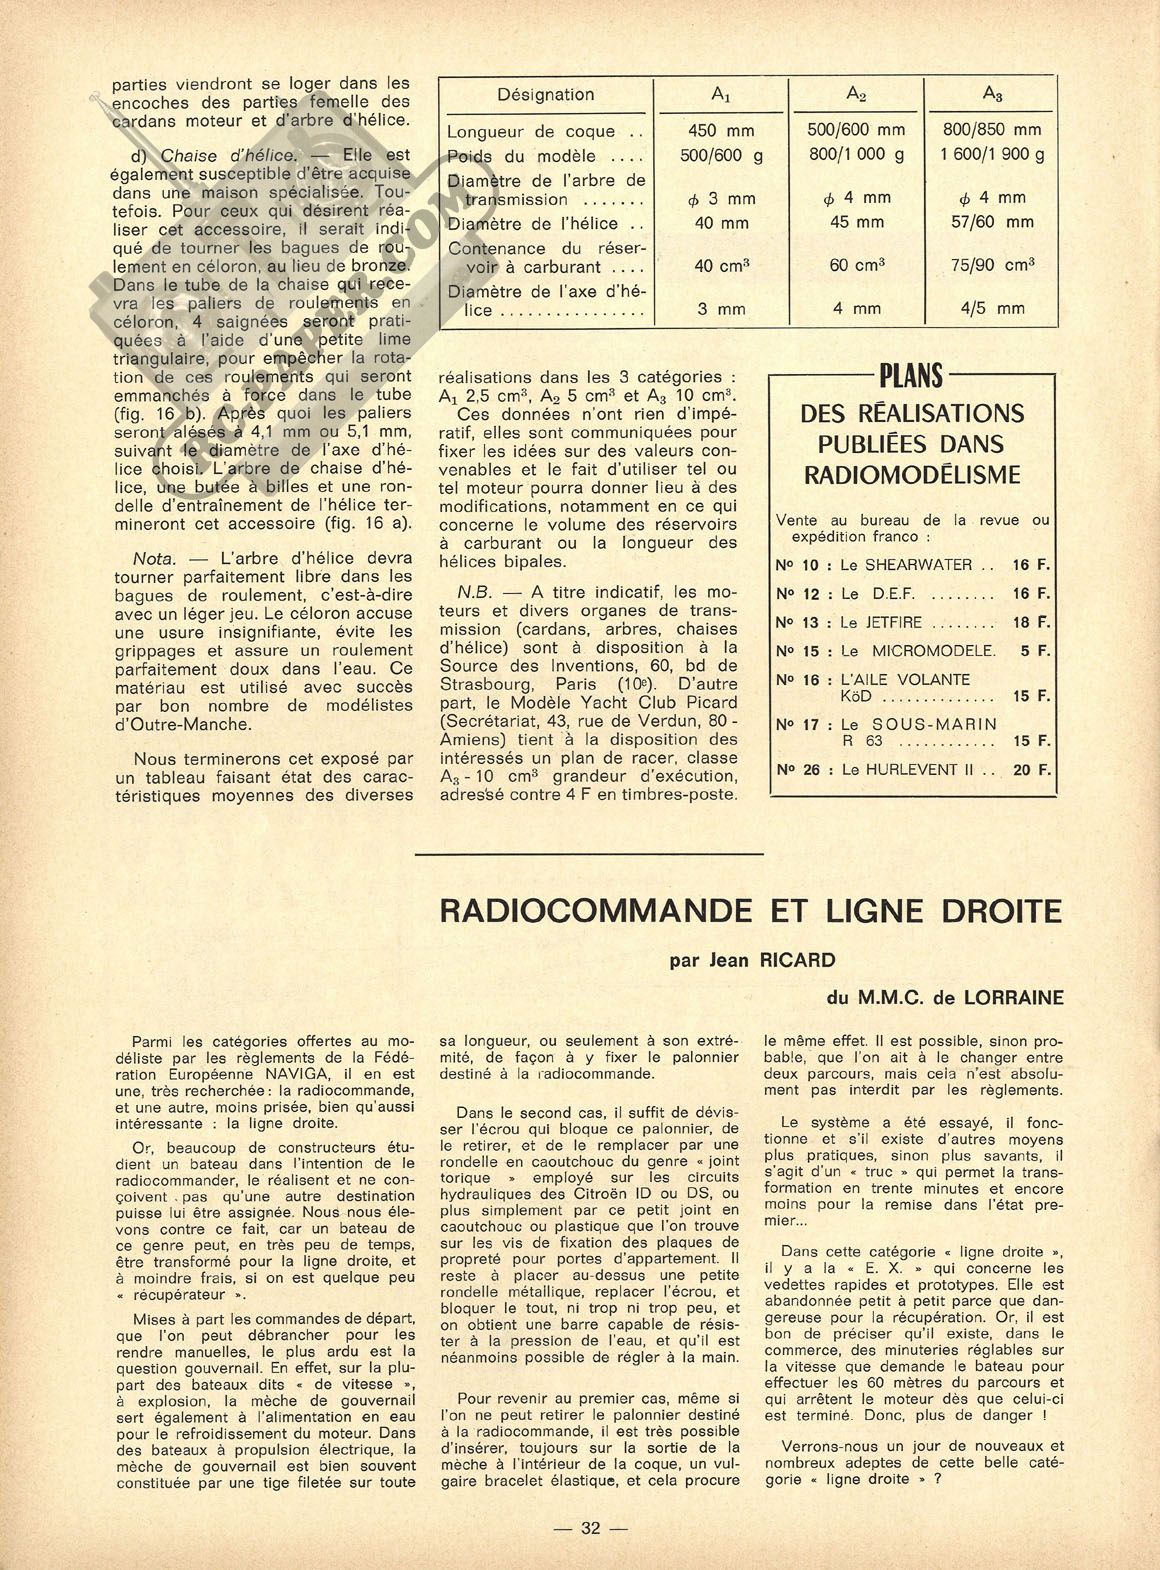 parties viendront se loger dans les
encoches des parties femelle des
cardans moteur et d'arbre d'hélice.
d) Chaise d'hélice. — Elle est
également susceptible d'être acquise
dans une maison spécialisée. Tou-
tefois. Pour ceux qui désirent réa-
liser cet accessoire, il serait indi-
qué de tourner les bagues de rou-
lement en céloron, au lieu de bronze.
Dans le tube de la chaise qui rece-
vra les paliers de roulements en
céloron, 4 saignées seront prati-
quées à l'aide d'une petite lime
triangulaire, pour empêcher la rota-
tion de ces roulements qui seront
emmanchés à force dans le tube
(fig. 16 b). Après quoi les paliers
seront alésés à 4,1 mm ou 5,1 mm,
suivant le diamètre de l'axe d'hé-
lice choisi. L'arbre de chaise d'hé-
lice, une butée à billes et une ron-
delle d'entraînement de l'hélice ter-
mineront cet accessoire (fig. 16 a).
Nota. — L'arbre d'hélice devra
tourner parfaitement libre dans les
bagues de roulement, c'est-à-dire
avec un léger jeu. Le céloron accuse
une usure insignifiante, évite les
grippages et assure un roulement
parfaitement doux dans l'eau. Ce
matériau est utilisé avec succès
par bon nombre de modélistes
d'Outre-Manche.
Nous terminerons cet exposé par
un tableau faisant état des carac-
téristiques moyennes des diverses
Désignation A1 A2 A3
Longueur de coque .. 450 mm 500/600 mm 800/850 mm
Poids du modèle .... 500/600 g 800/1 000 g 1 600/1 900 g
Diamètre de l'arbre de
transmission ....... ϕ 3 mm ϕ 4 mm ϕ 4 mm
Diamètre de l'hélice .. 40 mm 45 mm 57/60 mm
Contenance du réser-
voir à carburant .... 40 cm³ 60 cm³ 75/90 cm³
Diamètre de l'axe d'hé-
lice ................ 3 mm 4 mm 4/5 mm
réalisations dans les 3 catégories :
A1 2,5 cm³, A2 5 cm³ et A3 10 cm³.
Ces données n'ont rien d'impé-
ratif, elles sont communiquées pour
fixer les idées sur des valeurs con-
venables et le fait d'utiliser tel ou
tel moteur pourra donner lieu à des
modifications, notamment en ce qui
concerne le volume des réservoirs
à carburant ou la longueur des
hélices bipales.
N.B. — A titre indicatif, les mo-
teurs et divers organes de trans-
mission (cardans, arbres, chaises
d'hélice) sont à disposition à la
Source des Inventions, 60, bd de
Strasbourg, Paris (10e). D'autre
part, le Modèle Yacht Club Picard
(Secrétariat, 43, rue de Verdun, 80 -
Amiens) tient à la disposition des
intéressés un plan de racer, classe
A3 - 10 cm³ grandeur d'exécution,
adressé contre 4 F en timbres-poste.
PLANS
DES RÉALISATIONS
PUBLIÉES DANS
RADIOMODÉLISME
Vente au bureau de la revue ou
expédition franco :
No 10 : Le SHEARWATER .. 16 F.
No 12 : Le D.E.F. ........ 16 F.
No 13 : Le JETFIRE ........ 18 F.
No 15 : Le MICROMODELE. 5 F.
No 16 : L'AILE VOLANTE
KöD .............. 15 F.
No 17 : Le SOUS-MARIN
R 63 ............ 15 F.
No 26 : Le HURLEVENT II .. 20 F.
RADIOCOMMANDE ET LIGNE DROITE
par Jean RICARD
du M.M.C. de LORRAINE
Parmi les catégories offertes au mo-
déliste par les règlements de la Fédé-
ration Européenne NAVIGA, il en est
une, très recherchée : la radiocommande,
et une autre, moins prisée, bien qu'aussi
intéressante : la ligne droite.
Or, beaucoup de constructeurs étu-
dient un bateau dans l'intention de le
radiocommander, le réalisent et ne con-
çoivent pas qu'une autre destination
puisse lui être assignée. Nous nous éle-
vons contre ce fait, car un bateau de
ce genre peut, en très peu de temps,
être transformé pour la ligne droite, et
à moindre frais, si on est quelque peu
« récupérateur ».
Mises à part les commandes de départ,
que l'on peut débrancher pour les
rendre manuelles, le plus ardu est la
question gouvernail. En effet, sur la plu-
part des bateaux dits « de vitesse »,
à explosion, la mèche de gouvernail
sert également à l'alimentation en eau
pour le refroidissement du moteur. Dans
des bateaux à propulsion électrique, la
mèche de gouvernail est bien souvent
constituée par une tige filetée sur toute
sa longueur, ou seulement à son extré-
mité, de façon à y fixer le palonnier
destiné à la radiocommande.
Dans le second cas, il suffit de dévis-
ser l'écrou qui bloque ce palonnier, de
le retirer, et de le remplacer par une
rondelle en caoutchouc du genre « joint
torique » employé sur les circuits
hydrauliques des Citroën ID ou DS, ou
plus simplement par ce petit joint en
caoutchouc ou plastique que l'on trouve
sur les vis de fixation des plaques de
propreté pour portes d'appartement. Il
reste à placer au-dessus une petite
rondelle métallique, replacer l'écrou, et
bloquer le tout, ni trop ni trop peu, et
on obtient une barre capable de résis-
ter à la pression de l'eau, et qu'il est
néanmoins possible de régler à la main.
Pour revenir au premier cas, même si
l'on ne peut retirer le palonnier destiné
à la radiocommande, il est très possible
d'insérer, toujours sur la sortie de la
mèche à l'intérieur de la coque, un vul-
gaire bracelet élastique, et cela procure
le même effet. Il est possible, sinon pro-
bable, que l'on ait à le changer entre
deux parcours, mais cela n'est absolu-
ment pas interdit par les règlements.
Le système a été essayé, il fonc-
tionne et s'il existe d'autres moyens
plus pratiques, sinon plus savants, il
s'agit d'un « truc » qui permet la trans-
formation en trente minutes et encore
moins pour la remise dans l'état pre-
mier...
Dans cette catégorie « ligne droite »,
il y a la « E. X. » qui concerne les
vedettes rapides et prototypes. Elle est
abandonnée petit à petit parce que dan-
gereuse pour la récupération. Or, il est
bon de préciser qu'il existe, dans le
commerce, des minuteries réglables sur
la vitesse que demande le bateau pour
effectuer les 60 mètres du parcours et
qui arrêtent le moteur dès que celui-ci
est terminé. Donc, plus de danger !
Verrons-nous un jour de nouveaux et
nombreux adeptes de cette belle caté-
gorie « ligne droite » ?
— 32 —
RC-PAPER.COM